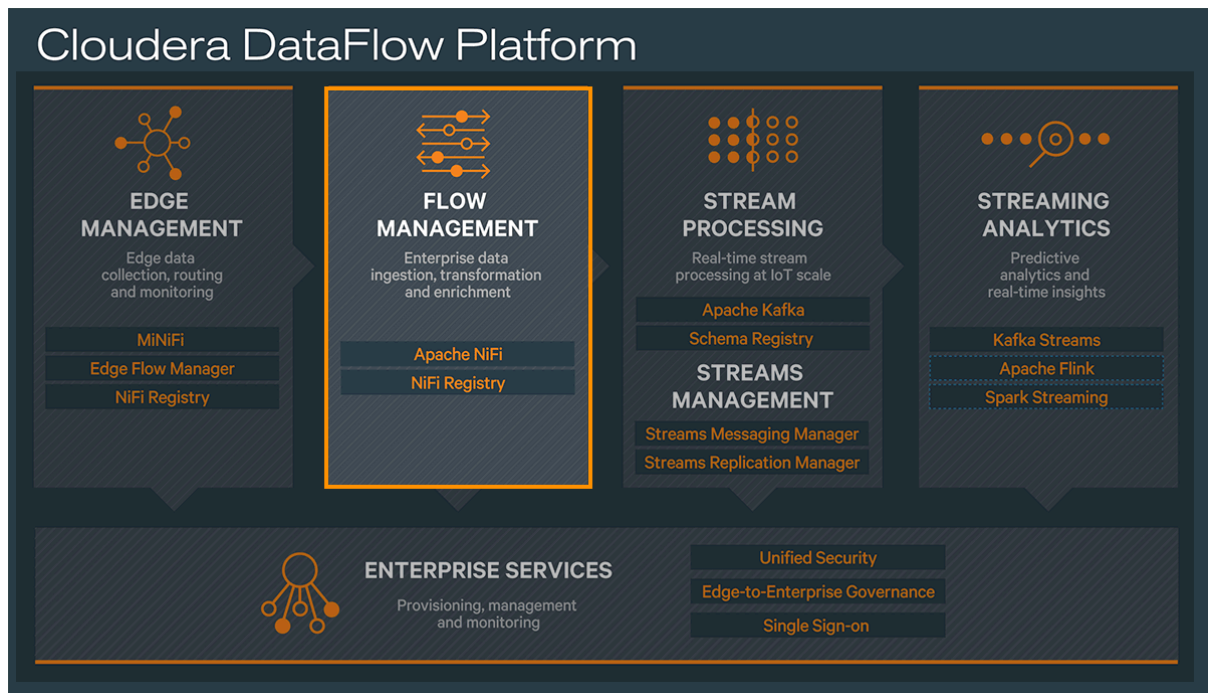 Cloudera DataFlow Platform
EDGE
MANAGEMENT
Edge data
collection, routing
and monitoring
MiNiFi
Edge Flow Manager
NiFi Registry
FLOW
MANAGEMENT
Enterprise data
ingestion, transformation
and enrichment
Apache NiFi
NiFi Registry
STREAM
PROCESSING
Real-time stream
processing at IoT scale
Apache Kafka
Schema Registry
STREAMS
MANAGEMENT
Streams Messaging Manager
Streams Replication Manager
STREAMING
ANALYTICS
Predictive
analytics and
real-time insights
Kafka Streams
Apache Flink
Spark Streaming
ENTERPRISE SERVICES
Provisioning, management
and monitoring
Unified Security
Edge-to-Enterprise Governance
Single Sign-on